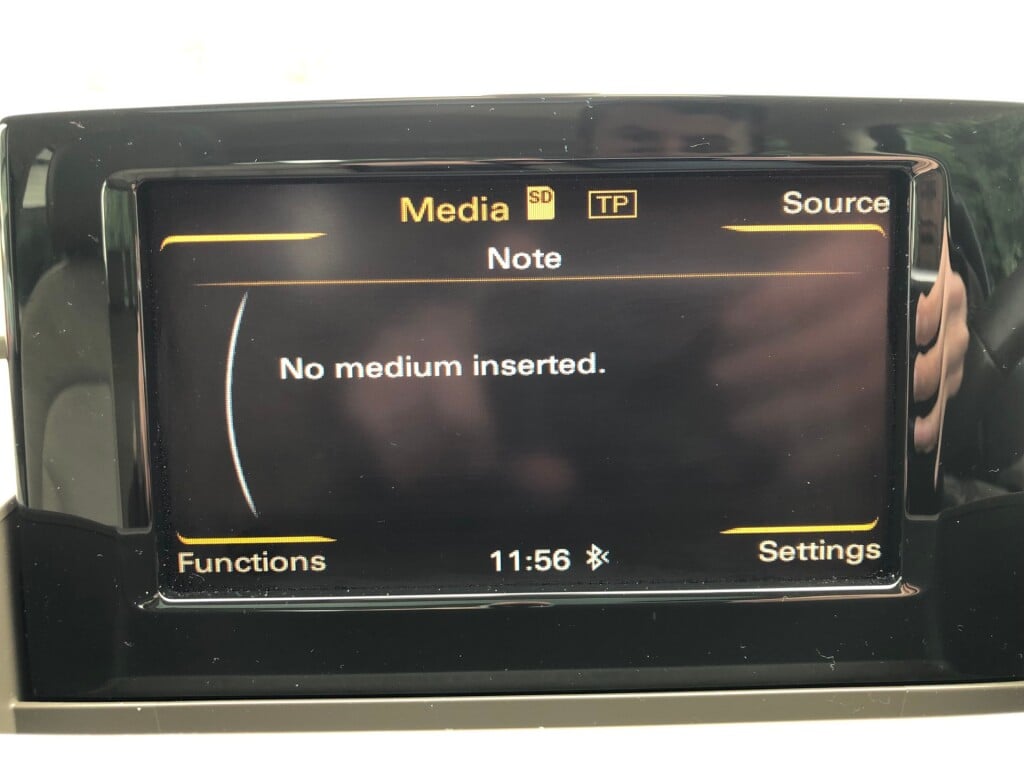 Media SD TP Source
Note
No medium inserted.
Functions 11:56 Settings